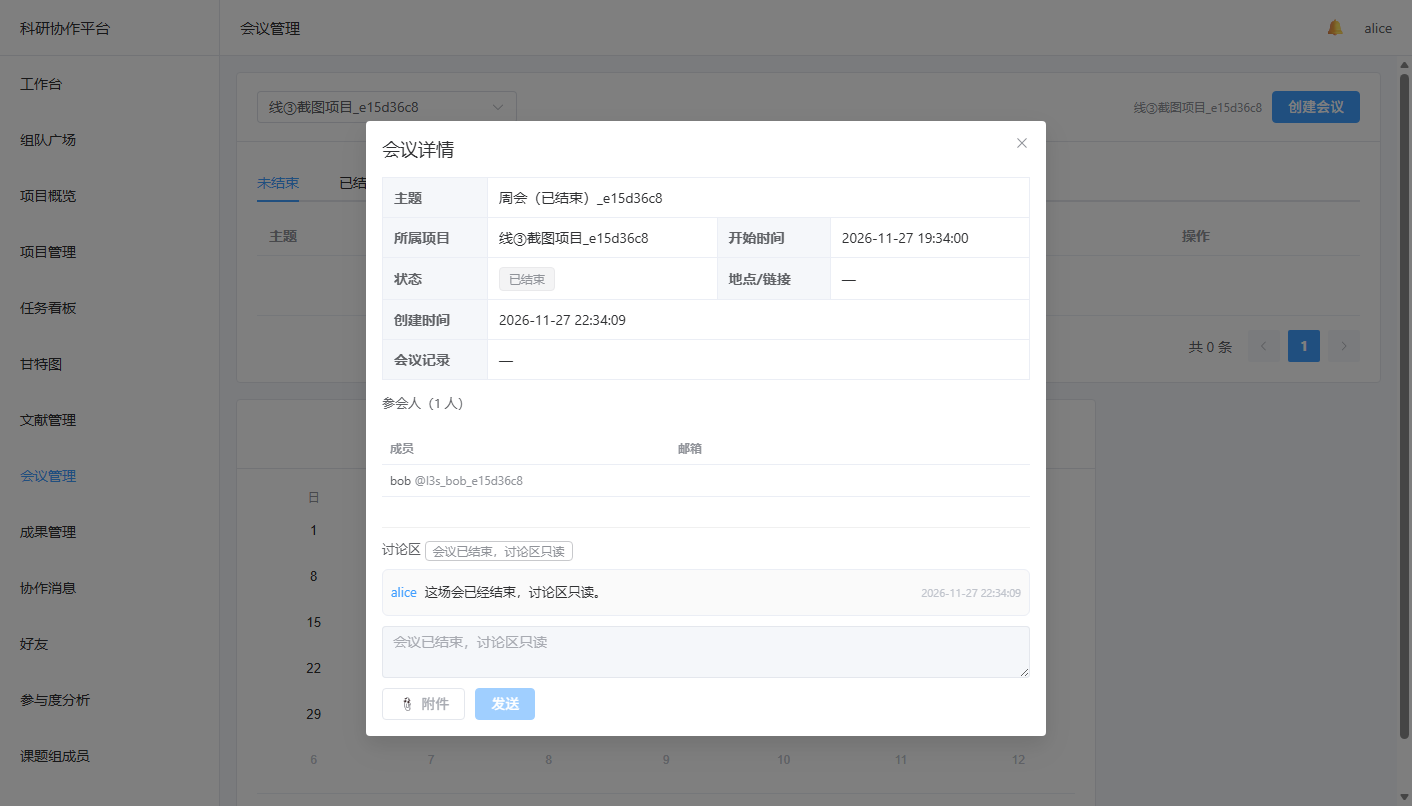 科研协作平台
会议管理
alice
工作台
组队广场
项目概览
项目管理
任务看板
甘特图
文献管理
会议管理
成果管理
协作消息
好友
参与度分析
课题组成员
线③截图项目_e15d36c8
线③截图项目_e15d36c8
创建会议
未结束
已结
主题
操作
共 0 条
1
日
1
8
15
22
29
6 7 8 9 10 11 12
会议详情
主题 周会（已结束）_e15d36c8
所属项目 线③截图项目_e15d36c8 开始时间 2026-11-27 19:34:00
状态 已结束 地点/链接 —
创建时间 2026-11-27 22:34:09
会议记录 —
参会人（1 人）
成员 邮箱
bob @l3s_bob_e15d36c8
讨论区 会议已结束，讨论区只读
alice 这场会已经结束，讨论区只读。 2026-11-27 22:34:09
会议已结束，讨论区只读
附件 发送